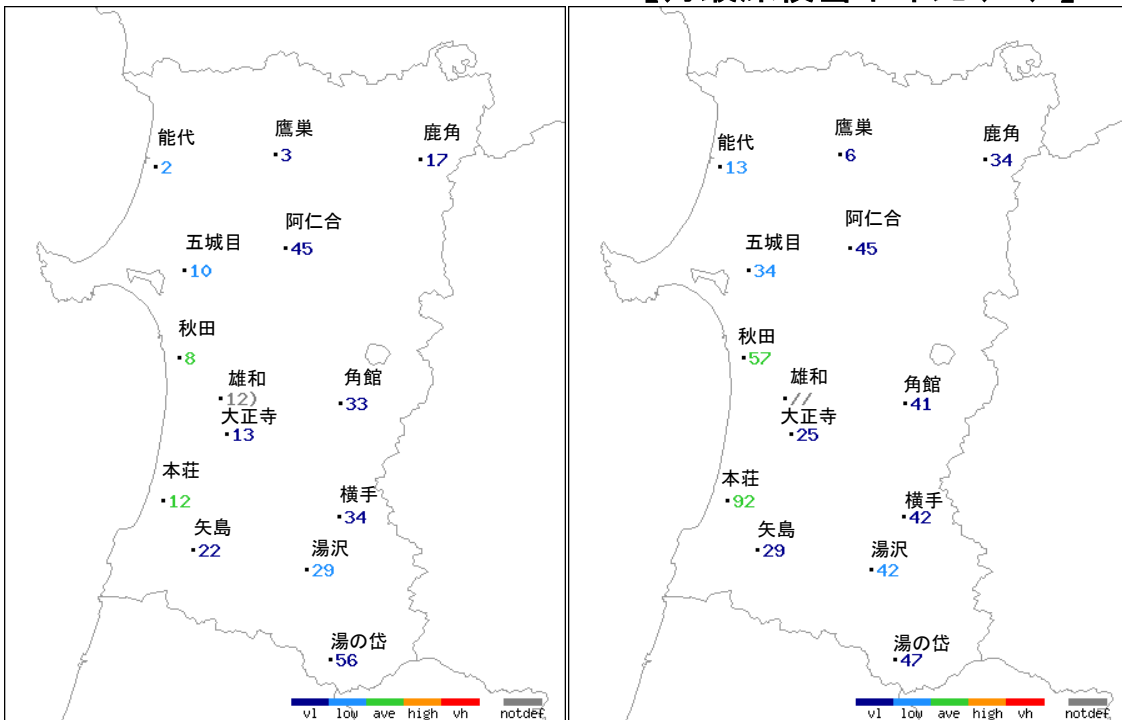 能代
2
鷹巣
3
鹿角
17
阿仁合
45
五城目
10
秋田
8
雄和
12)
大正寺
13
角館
33
本荘
12
横手
34
矢島
22
湯沢
29
湯の岱
56
vl low ave high vh notdef
能代
13
鷹巣
6
鹿角
34
阿仁合
45
五城目
34
秋田
57
雄和
//
大正寺
25
角館
41
本荘
92
横手
42
矢島
29
湯沢
42
湯の岱
47
vl low ave high vh notdef